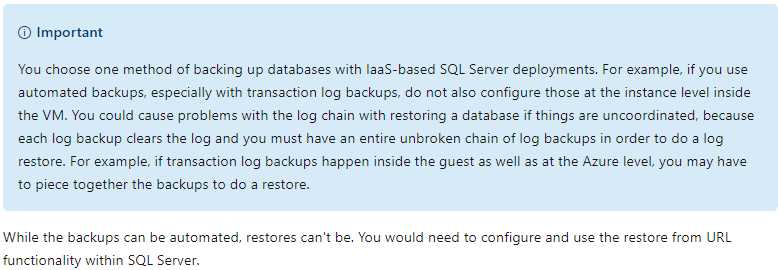 Important
You choose one method of backing up databases with IaaS-based SQL Server deployments. For example, if you use
automated backups, especially with transaction log backups, do not also configure those at the instance level inside
the VM. You could cause problems with the log chain with restoring a database if things are uncoordinated, because
each log backup clears the log and you must have an entire unbroken chain of log backups in order to do a log
restore. For example, if transaction log backups happen inside the guest as well as at the Azure level, you may have
to piece together the backups to do a restore.
While the backups can be automated, restores can't be. You would need to configure and use the restore from URL
functionality within SQL Server.